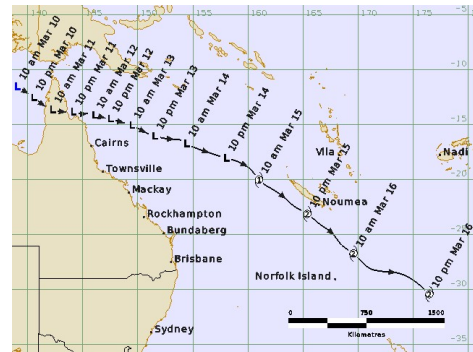 140 145 150 155 160 165 170 175
-5
-10
-15
-20
-25
-30
-35
10 am Mar 10
10 pm Mar 10
10 am Mar 11
10 pm Mar 11
10 am Mar 12
10 pm Mar 12
10 am Mar 13
10 pm Mar 13
10 am Mar 14
10 pm Mar 14
10 am Mar 15
10 pm Mar 15
10 am Mar 16
10 pm Mar 16
L
L
L
L
L
L
L
L
L
L
Cairns
Townsville
Mackay
Rockhampton
Bundaberg
Brisbane
Sydney
Vila
Nadi
Noumea
Norfolk Island
0 750 1500
Kilometres